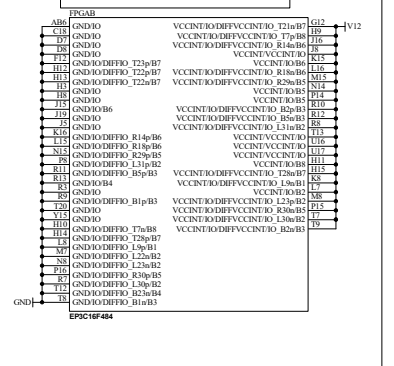 FPGAB
AB6 GND/IO VCCINT/IO/DIFFVCCINT/IO_T21n/B7 G12 V12
C18 GND/IO VCCINT/IO/DIFFVCCINT/IO_T7p/B8 H9
D7 GND/IO VCCINT/IO/DIFFVCCINT/IO_R14n/B6 J16
D8 GND/IO VCCINT/VCCINT/IO J8
F12 GND/IO/DIFFIO_T23p/B7 VCCINT/IO/B6 K15
H12 GND/IO/DIFFIO_T22p/B7 VCCINT/IO/DIFFVCCINT/IO_R18n/B6 L16
H13 GND/IO/DIFFIO_T22n/B7 VCCINT/IO/DIFFVCCINT/IO_R29n/B5 M15
H3 GND/IO VCCINT/IO/B5 N14
H8 GND/IO VCCINT/IO/B5 P14
J15 GND/IO/B6 VCCINT/IO/DIFFVCCINT/IO_B2p/B3 R10
J19 GND/IO VCCINT/IO/DIFFVCCINT/IO_B5n/B3 R12
J5 GND/IO VCCINT/IO/DIFFVCCINT/IO_L31n/B2 R8
K16 GND/IO/DIFFIO_R14p/B6 VCCINT/VCCINT/IO T13
L15 GND/IO/DIFFIO_R18p/B6 VCCINT/VCCINT/IO U16
N15 GND/IO/DIFFIO_R29p/B5 VCCINT/VCCINT/IO U17
P8 GND/IO/DIFFIO_L31p/B2 VCCINT/IO/B8 H11
R11 GND/IO/DIFFIO_B5p/B3 VCCINT/IO/DIFFVCCINT/IO_T28n/B7 H15
R13 GND/IO/B4 VCCINT/IO/DIFFVCCINT/IO_L9n/B1 K8
R3 GND/IO VCCINT/IO/B2 L7
R9 GND/IO/DIFFIO_B1p/B3 VCCINT/IO/DIFFVCCINT/IO_L23p/B2 M8
T20 GND/IO VCCINT/IO/DIFFVCCINT/IO_R30n/B5 P15
Y15 GND/IO VCCINT/IO/DIFFVCCINT/IO_L30n/B2 T7
H10 GND/IO/DIFFIO_T7n/B8 VCCINT/IO/DIFFVCCINT/IO_B2n/B3 T9
H14 GND/IO/DIFFIO_T28p/B7
L8 GND/IO/DIFFIO_L9p/B1
M7 GND/IO/DIFFIO_L22n/B2
N8 GND/IO/DIFFIO_L23n/B2
P16 GND/IO/DIFFIO_R30p/B5
R7 GND/IO/DIFFIO_L30p/B2
T12 GND/IO/DIFFIO_B23n/B4
GND T8 GND/IO/DIFFIO_B1n/B3
EP3C16F484